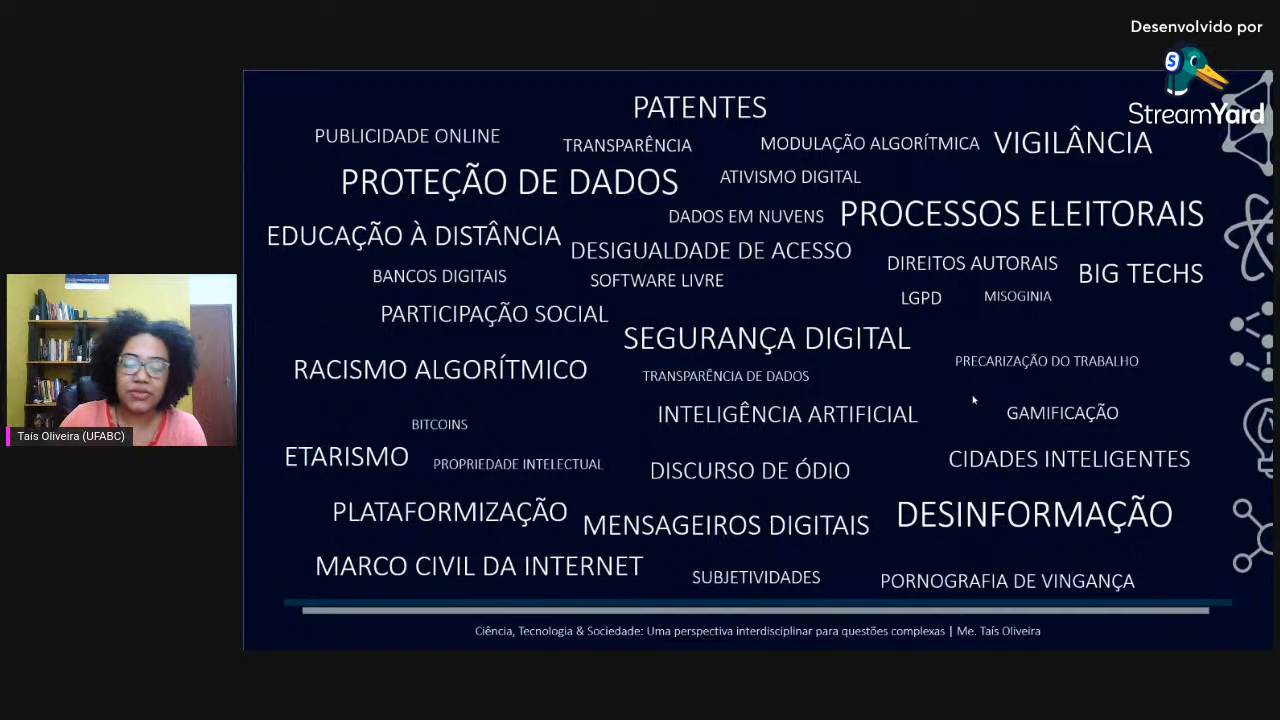 Desenvolvido por
StreamYard
PATENTES
PUBLICIDADE ONLINE
TRANSPARÊNCIA
MODULAÇÃO ALGORÍTMICA
VIGILÂNCIA
PROTEÇÃO DE DADOS
ATIVISMO DIGITAL
DADOS EM NUVENS
PROCESSOS ELEITORAIS
EDUCAÇÃO À DISTÂNCIA
DESIGUALDADE DE ACESSO
DIREITOS AUTORAIS
BIG TECHS
BANCOS DIGITAIS
SOFTWARE LIVRE
LGPD
MISOGINIA
PARTICIPAÇÃO SOCIAL
SEGURANÇA DIGITAL
RACISMO ALGORÍTMICO
TRANSPARÊNCIA DE DADOS
PRECARIZAÇÃO DO TRABALHO
INTELIGÊNCIA ARTIFICIAL
GAMIFICAÇÃO
BITCOINS
ETARISMO
PROPRIEDADE INTELECTUAL
DISCURSO DE ÓDIO
CIDADES INTELIGENTES
PLATAFORMIZAÇÃO
MENSAGEIROS DIGITAIS
DESINFORMAÇÃO
MARCO CIVIL DA INTERNET
SUBJETIVIDADES
PORNOGRAFIA DE VINGANÇA
Ciência, Tecnologia & Sociedade: Uma perspectiva interdisciplinar para questões complexas | Me. Taís Oliveira
Taís Oliveira (UFABC)